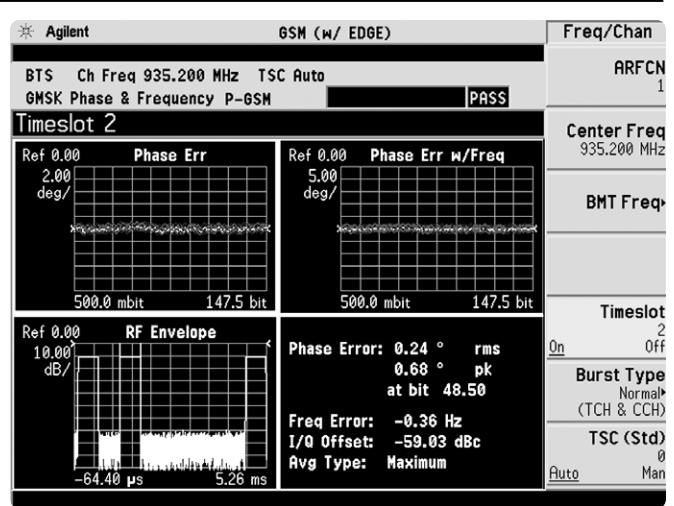 Agilent
GSM (w/ EDGE)
Freq/Chan
BTS Ch Freq 935.200 MHz TSC Auto
GMSK Phase & Frequency P-GSM
PASS
Timeslot 2
Ref 0.00 Phase Err
2.00
deg/
500.0 mbit 147.5 bit
Ref 0.00 Phase Err w/Freq
5.00
deg/
500.0 mbit 147.5 bit
Ref 0.00 RF Envelope
10.00
dB/
-64.40 µs 5.26 ms
Phase Error: 0.24 ° rms
0.68 ° pk
at bit 48.50
Freq Error: -0.36 Hz
I/Q Offset: -59.03 dBc
Avg Type: Maximum
ARFCN
1
Center Freq
935.200 MHz
BMT Freq
Timeslot
2
On Off
Burst Type
Normal
(TCH & CCH)
TSC (Std)
0
Auto Man